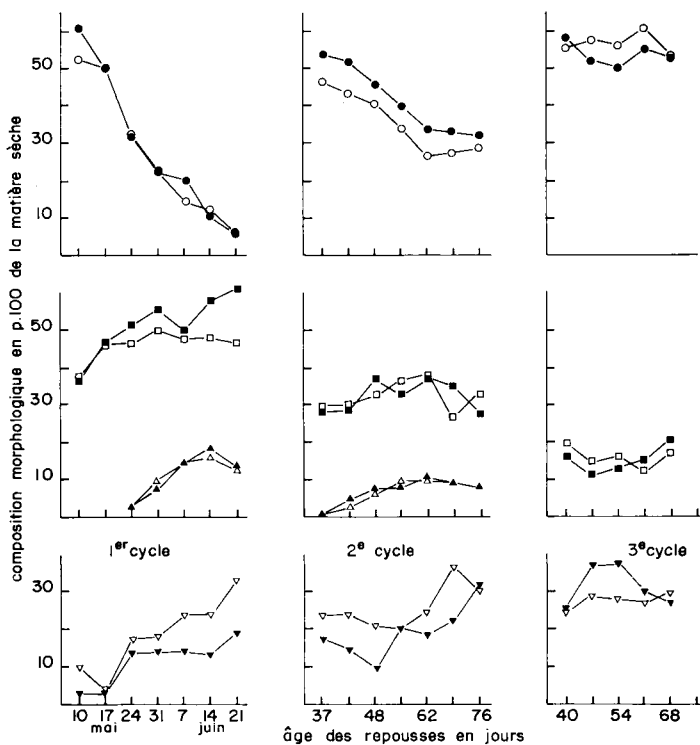 composition morphologique en p.100 de la matière sèche
50
30
10
50
30
10
1er cycle
2e cycle
3e cycle
30
10
10 17 24 31 7 14 21
37 48 62 76
40 54 68
mai juin
âge des repousses en jours